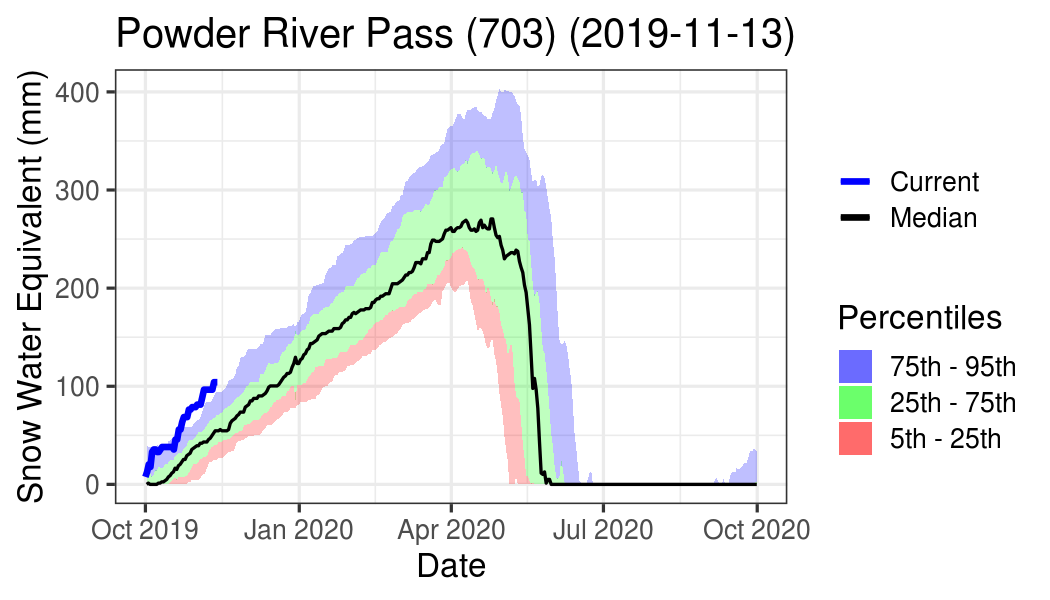 Powder River Pass (703) (2019-11-13)
Snow Water Equivalent (mm)
400
300
200
100
0
Oct 2019
Jan 2020
Apr 2020
Jul 2020
Oct 2020
Date
Current
Median
Percentiles
75th - 95th
25th - 75th
5th - 25th